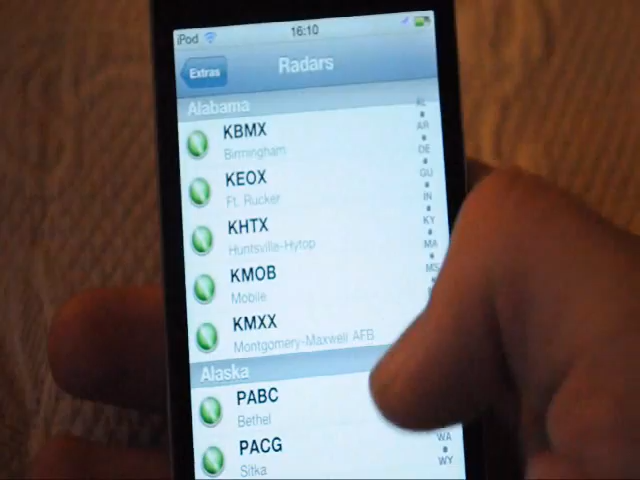 iPod 16:10
Extras Radars
Alabama
KBMX
Birmingham
KEOX
Ft. Rucker
KHTX
Huntsville-Hytop
KMOB
Mobile
KMXX
Montgomery-Maxwell AFB
Alaska
PABC
Bethel
PACG
Sitka
AL
AR
DE
GU
IN
KY
MA
MS
WA
WY